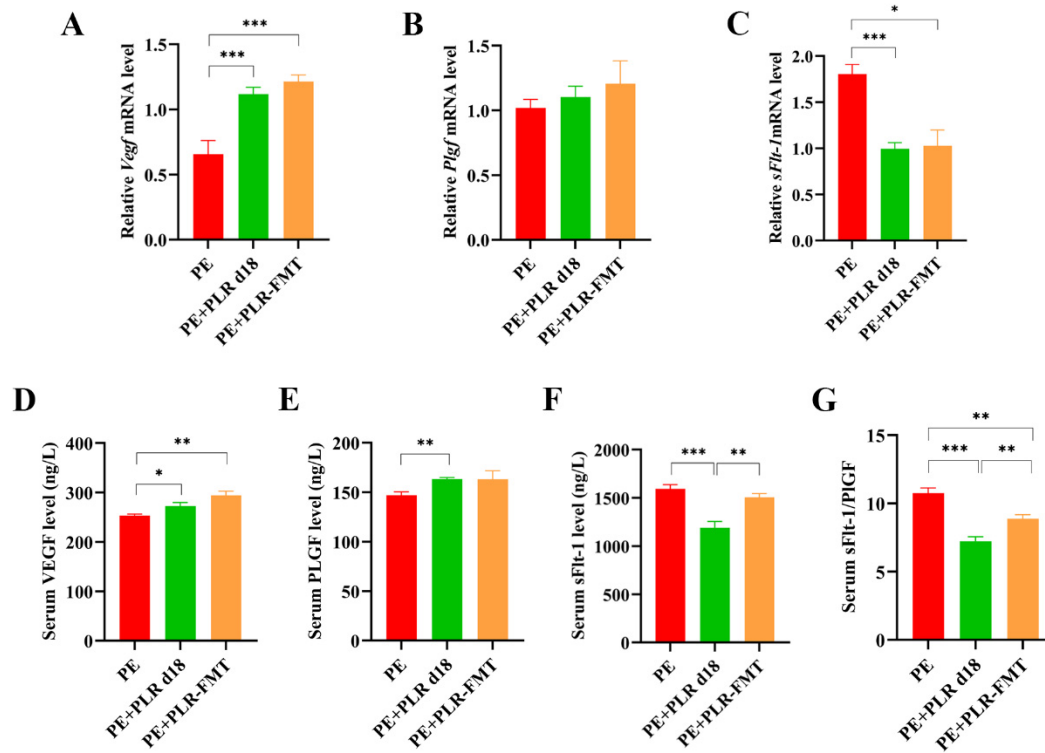 A
Relative Vegf mRNA level
1.5
1.0
0.5
0.0
***
***
PE
PE+PLR d18
PE+PLR-FMT
B
Relative Plgf mRNA level
1.5
1.0
0.5
0.0
PE
PE+PLR d18
PE+PLR-FMT
C
Relative sFlt-1mRNA level
2.0
1.5
1.0
0.5
0.0
*
***
PE
PE+PLR d18
PE+PLR-FMT
D
Serum VEGF level (ng/L)
400
300
200
100
0
**
*
PE
PE+PLR d18
PE+PLR-FMT
E
Serum PLGF level (ng/L)
200
150
100
50
0
**
PE
PE+PLR d18
PE+PLR-FMT
F
Serum sFlt-1 level (ng/L)
2000
1500
1000
500
0
*** **
PE
PE+PLR d18
PE+PLR-FMT
G
Serum sFlt-1/PlGF
15
10
5
0
**
*** **
PE
PE+PLR d18
PE+PLR-FMT